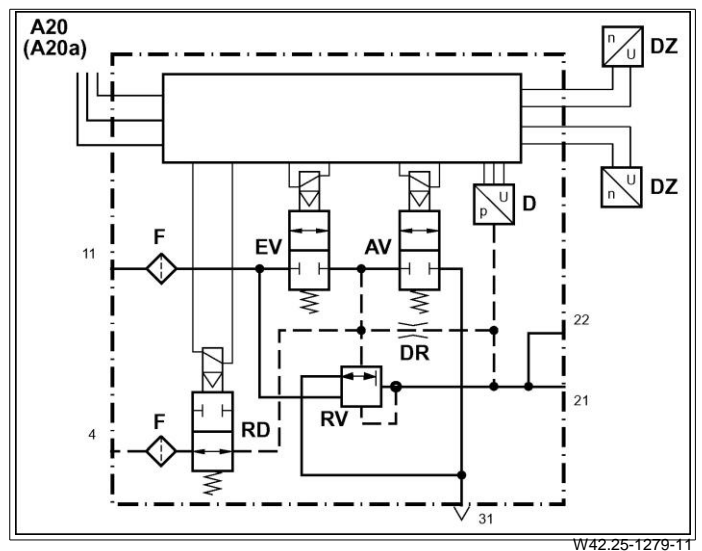 A20
(A20a)
n
U
DZ
U
n
DZ
U
p
D
F
EV
AV
11
22
DR
21
F
4
RD
RV
31
W42.25-1279-11